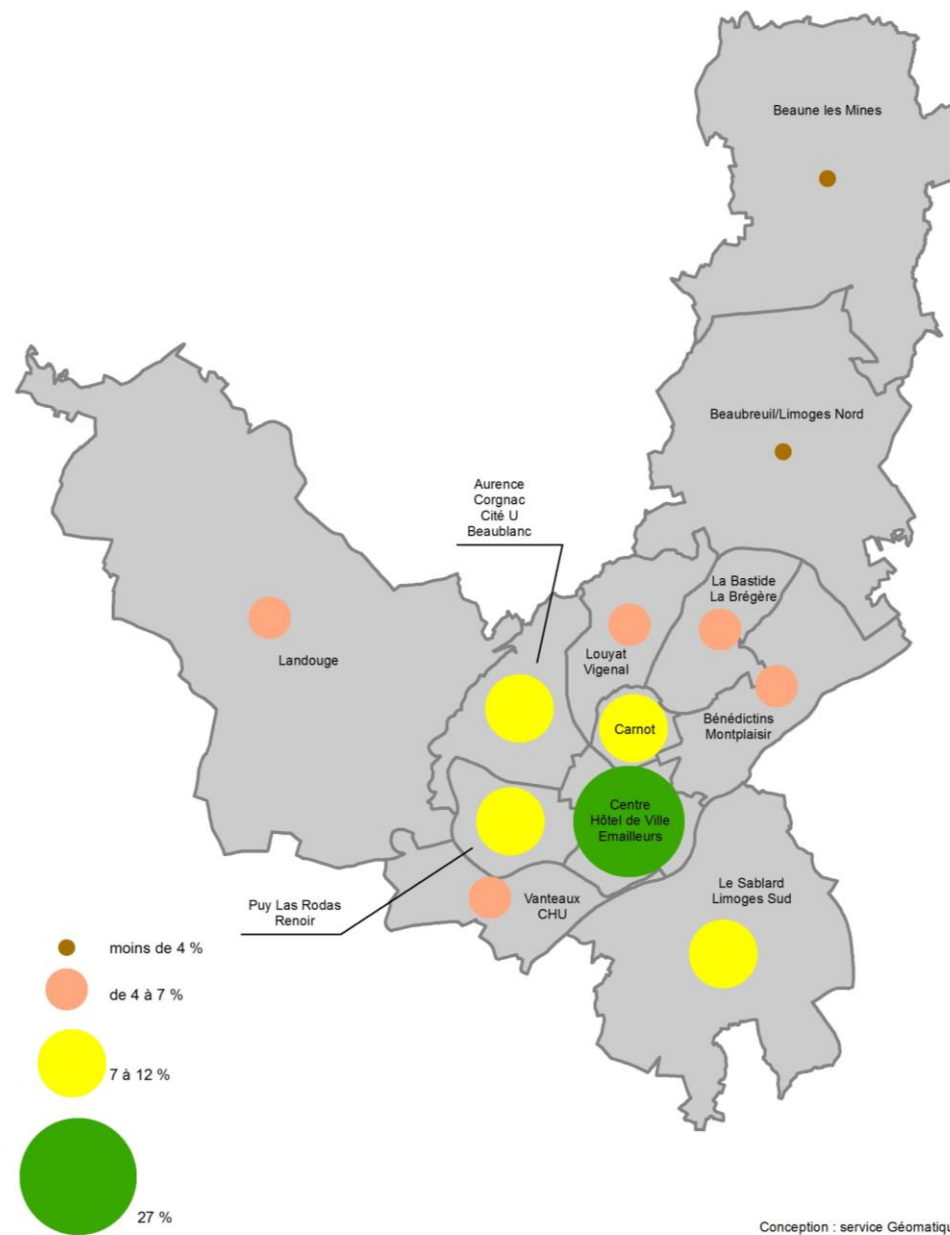 Beaune les Mines
Beaubreuil/Limoges Nord
Aurence
Corgnac
Cité U
Beaublanc
La Bastide
La Brégère
Louyat
Vigenal
Landouge
Bénédictins
Montplaisir
Carnot
Centre
Hôtel de Ville
Emailleurs
Le Sablard
Limoges Sud
Vanteaux
CHU
Puy Las Rodas
Renoir
moins de 4 %
de 4 à 7 %
7 à 12 %
27 %
Conception : service Géomatiqu